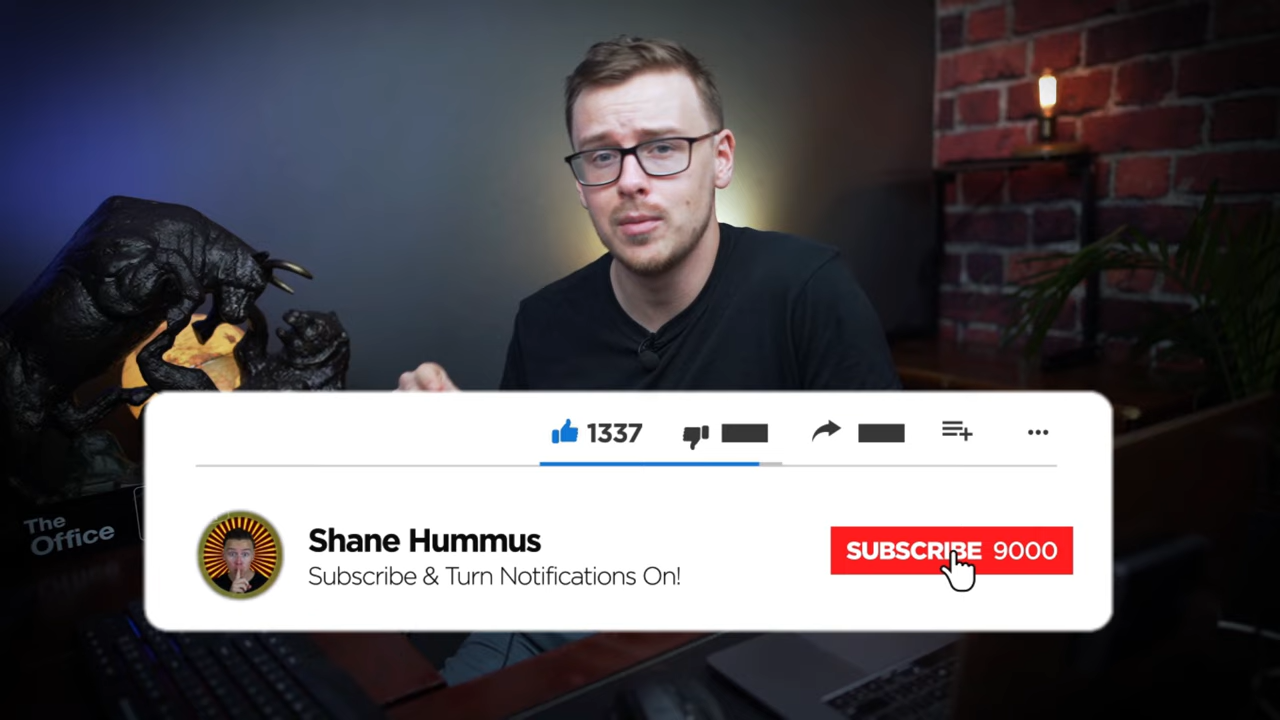 1337
Shane Hummus
Subscribe & Turn Notifications On!
SUBSCRIBE 9000
The
Office